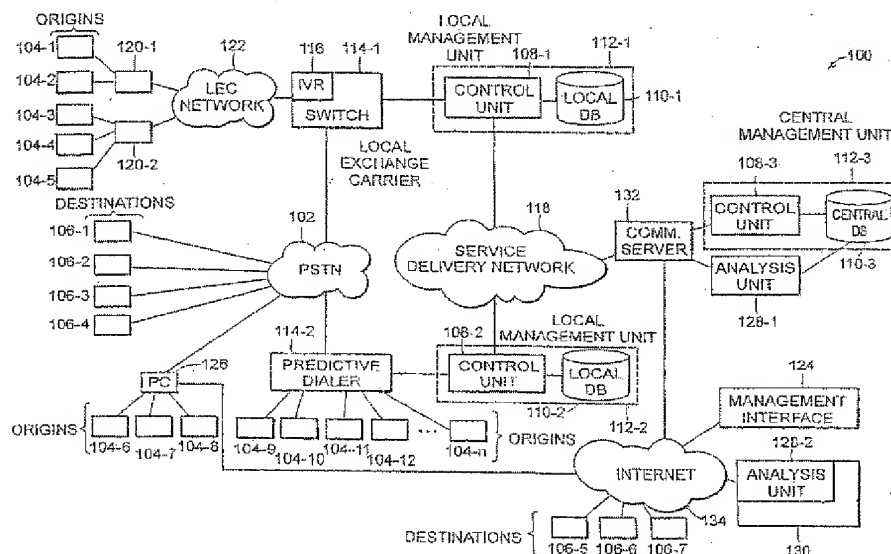 ORIGINS
104-1
104-2
104-3
104-4
104-5
120-1
120-2
122
LEC
NETWORK
116
114-1
IVR
SWITCH
LOCAL
EXCHANGE
CARRIER
LOCAL
MANAGEMENT
UNIT
108-1
112-1
CONTROL
UNIT
LOCAL
DB
110-1
100
CENTRAL
MANAGEMENT UNIT
108-3
112-3
CONTROL
UNIT
CENTRAL
DB
110-3
132
COMM.
SERVER
ANALYSIS
UNIT
128-1
118
SERVICE
DELIVERY NETWORK
DESTINATIONS
106-1
106-2
106-3
106-4
102
PSTN
114-2
PREDICTIVE
DIALER
108-2
LOCAL
MANAGEMENT UNIT
CONTROL
UNIT
LOCAL
DB
110-2
112-2
126
PC
ORIGINS
104-6
104-7
104-8
104-9
104-10
104-11
104-12
...
104-n
ORIGINS
124
MANAGEMENT
INTERFACE
128-2
ANALYSIS
UNIT
130
INTERNET
134
DESTINATIONS
106-5
106-6
106-7